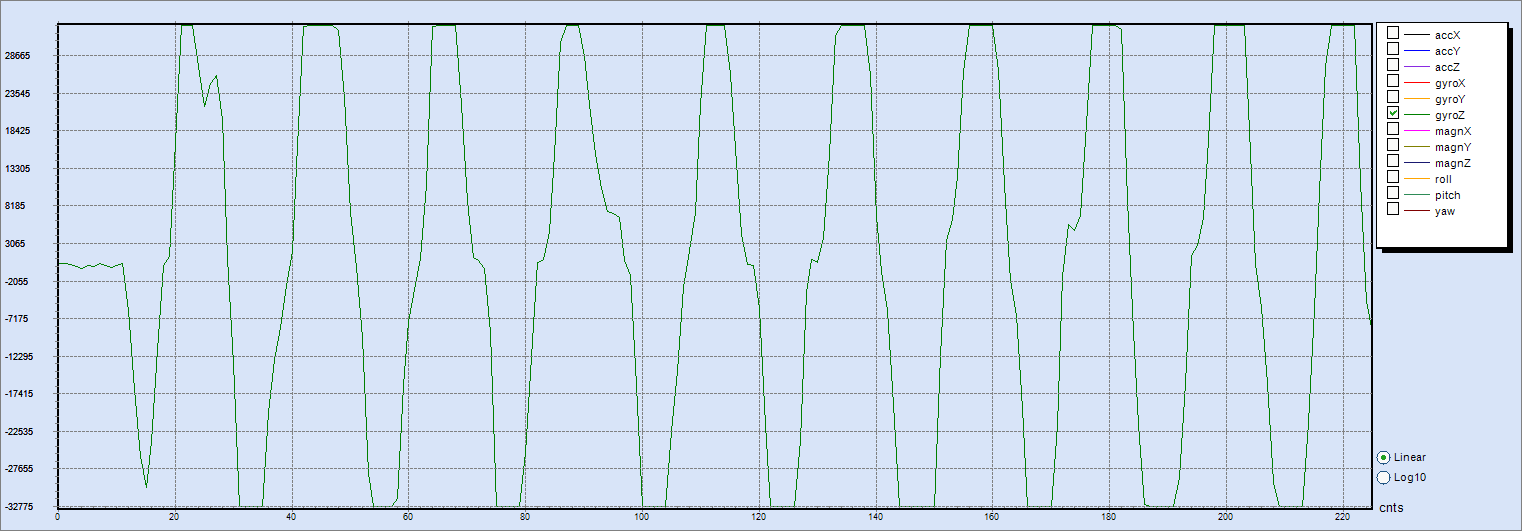 28665
23545
18425
13305
8185
3065
-2055
-7175
-12295
-17415
-22535
-27655
-32775
0 20 40 60 80 100 120 140 160 180 200 220
cnts
accX
accY
accZ
gyroX
gyroY
gyroZ
magnX
magnY
magnZ
roll
pitch
yaw
Linear
Log10